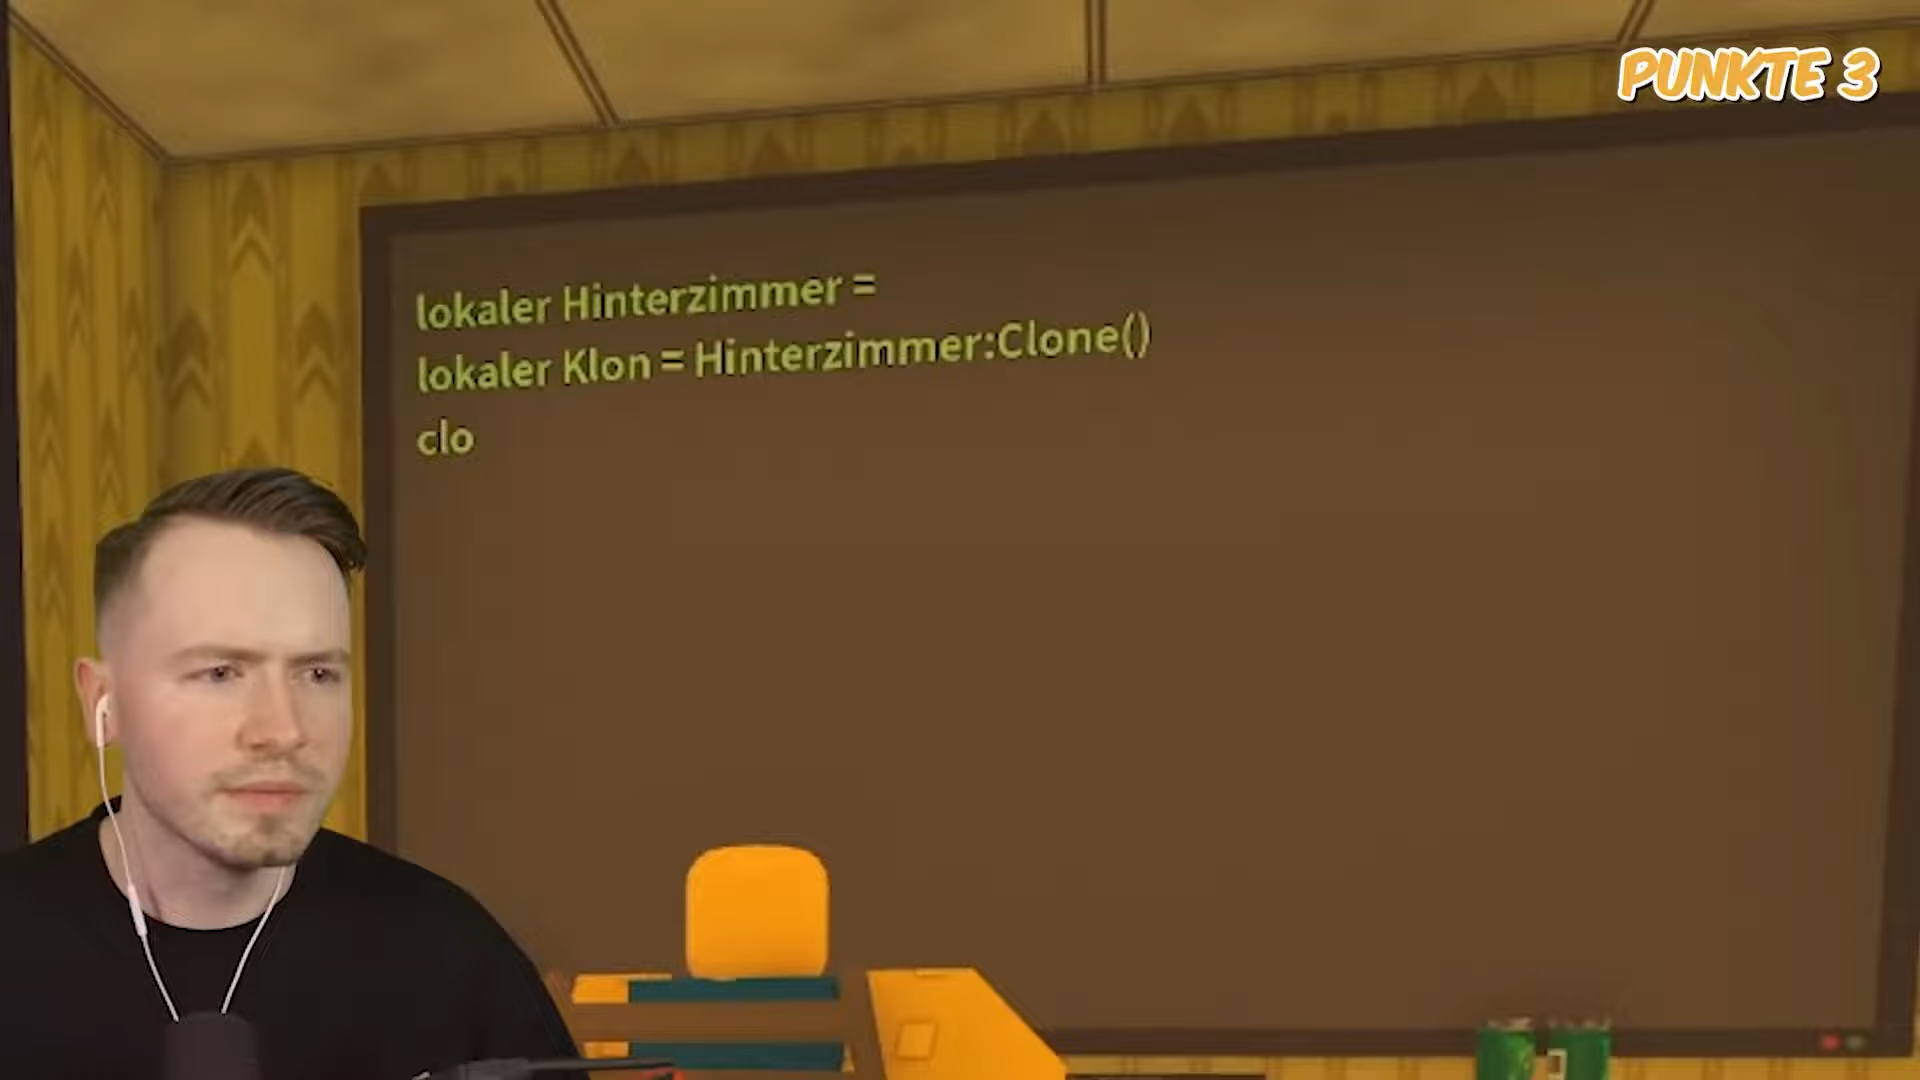 PUNKTE 3
lokaler Hinterzimmer =
lokaler Klon = Hinterzimmer:Clone()
clo